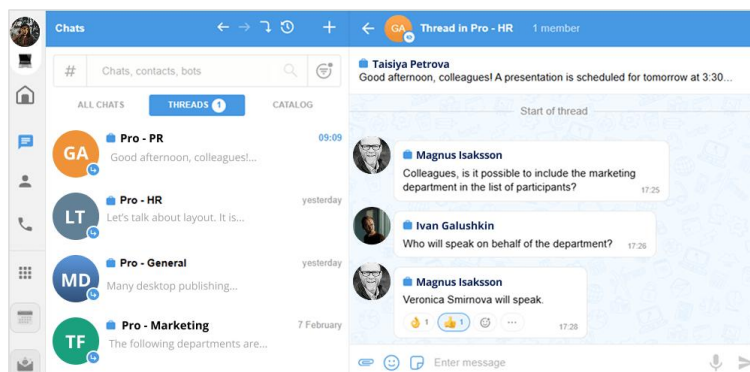 Chats
#
Chats, contacts, bots
ALL CHATS
THREADS 1
CATALOG
GA
Pro - PR
09:09
Good afternoon, colleagues!...
LT
Pro - HR
yesterday
Let's talk about layout. It is...
MD
Pro - General
yesterday
Many desktop publishing...
TF
Pro - Marketing
7 February
The following departments are...
GA
Thread in Pro - HR
1 member
Taisiya Petrova
Good afternoon, colleagues! A presentation is scheduled for tomorrow at 3:30...
Start of thread
Magnus Isaksson
Colleagues, is it possible to include the marketing
department in the list of participants?
17:25
Ivan Galushkin
Who will speak on behalf of the department?
17:26
Magnus Isaksson
Veronica Smirnova will speak.
1
1
17:28
Enter message